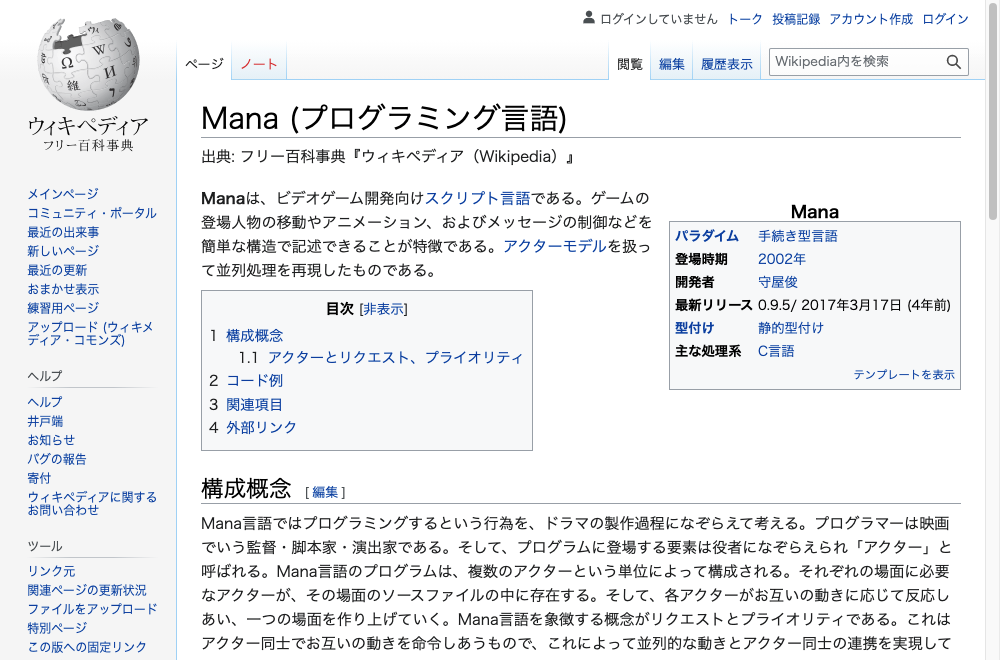 ログインしていません トーク 投稿記録 アカウント作成 ログイン
ページ ノート 閲覧 編集 履歴表示 Wikipedia内を検索
Ω W И 維
ウィキペディア
フリー百科事典
メインページ
コミュニティ・ポータル
最近の出来事
新しいページ
最近の更新
おまかせ表示
練習用ページ
アップロード (ウィキメ
ディア・コモンズ)
ヘルプ
ヘルプ
井戸端
お知らせ
バグの報告
寄付
ウィキペディアに関する
お問い合わせ
ツール
リンク元
関連ページの更新状況
ファイルをアップロード
特別ページ
この版への固定リンク
Mana (プログラミング言語)
出典: フリー百科事典『ウィキペディア（Wikipedia）』
Manaは、ビデオゲーム開発向けスクリプト言語である。ゲームの
登場人物の移動やアニメーション、およびメッセージの制御などを
簡単な構造で記述できることが特徴である。アクターモデルを扱っ
て並列処理を再現したものである。
Mana
パラダイム 手続き型言語
登場時期 2002年
開発者 守屋俊
最新リリース 0.9.5/ 2017年3月17日 (4年前)
型付け 静的型付け
主な処理系 C言語
テンプレートを表示
目次 [非表示]
1 構成概念
1.1 アクターとリクエスト、プライオリティ
2 コード例
3 関連項目
4 外部リンク
構成概念 [ 編集 ]
Mana言語ではプログラミングするという行為を、ドラマの製作過程になぞらえて考える。プログラマーは映画
でいう監督・脚本家・演出家である。そして、プログラムに登場する要素は役者になぞらえられ「アクター」と
呼ばれる。Mana言語のプログラムは、複数のアクターという単位によって構成される。それぞれの場面に必要
なアクターが、その場面のソースファイルの中に存在する。そして、各アクターがお互いの動きに応じて反応し
あい、一つの場面を作り上げていく。Mana言語を象徴する概念がリクエストとプライオリティである。これは
アクター同士でお互いの動きを命令しあうもので、これによって並列的な動きとアクター同士の連携を実現して